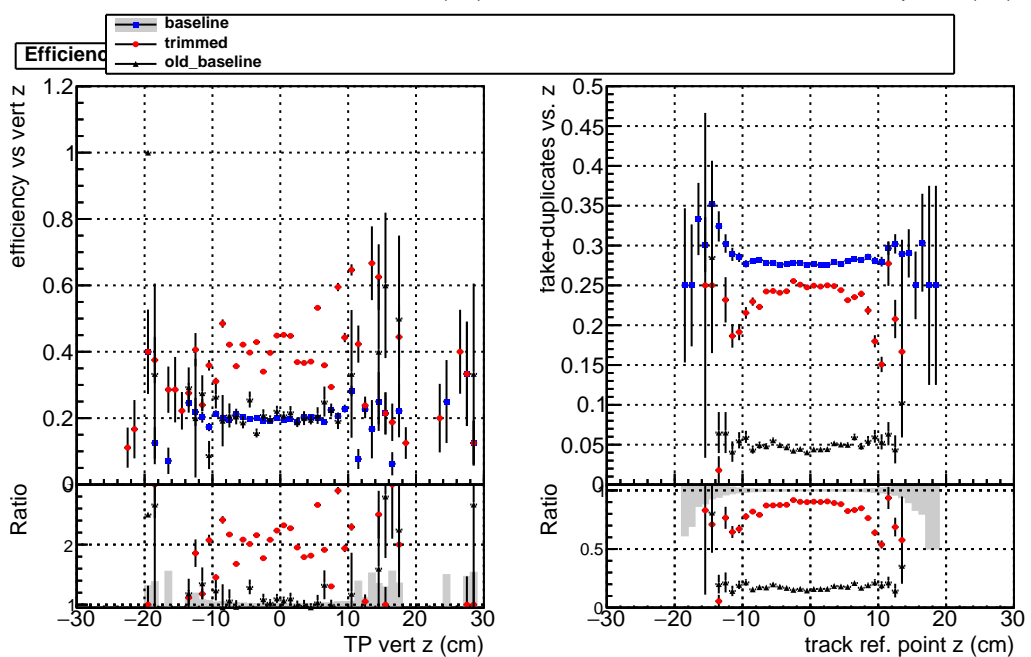 baseline
trimmed
old_baseline
Efficienc
efficiency vs vert z
1.2
1
0.8
0.6
0.4
0.2
0
Ratio
2
1
−30 −20 −10 0 10 20 30
TP vert z (cm)
fake+duplicates vs. z
0.5
0.45
0.4
0.35
0.3
0.25
0.2
0.15
0.1
0.05
0
Ratio
1
0.5
0
−30 −20 −10 0 10 20 30
track ref. point z (cm)